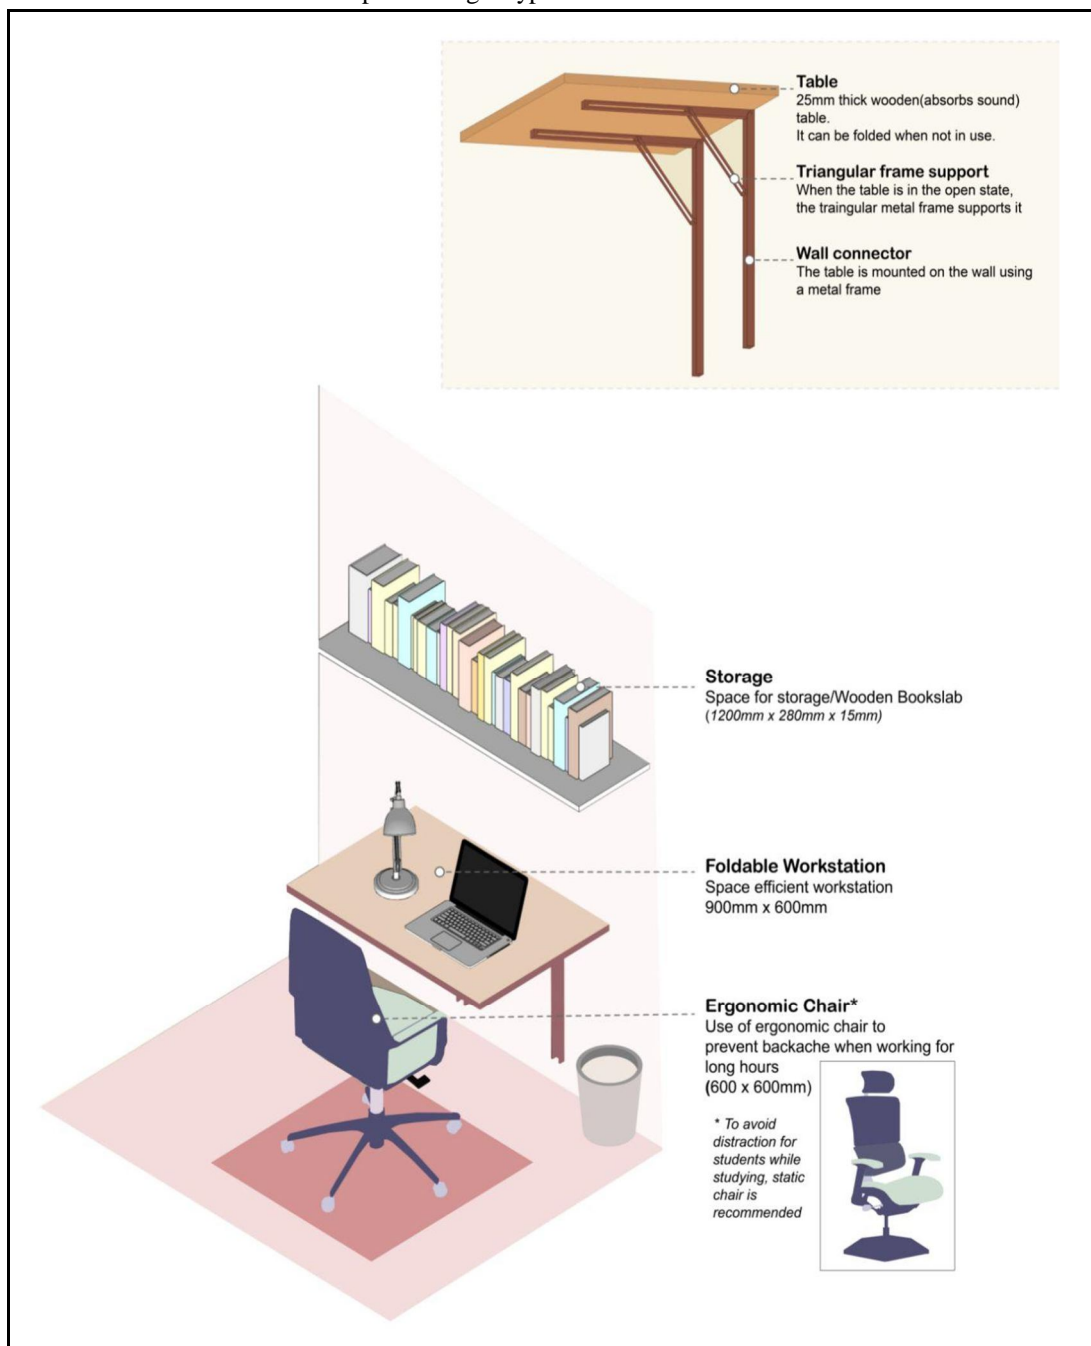 Table
25mm thick wooden(absorbs sound)
table.
It can be folded when not in use.
Triangular frame support
When the table is in the open state,
the traingular metal frame supports it
Wall connector
The table is mounted on the wall using
a metal frame
Storage
Space for storage/Wooden Bookslab
(1200mm x 280mm x 15mm)
Foldable Workstation
Space efficient workstation
900mm x 600mm
Ergonomic Chair*
Use of ergonomic chair to
prevent backache when working for
long hours
(600 x 600mm)
* To avoid
distraction for
students while
studying, static
chair is
recommended